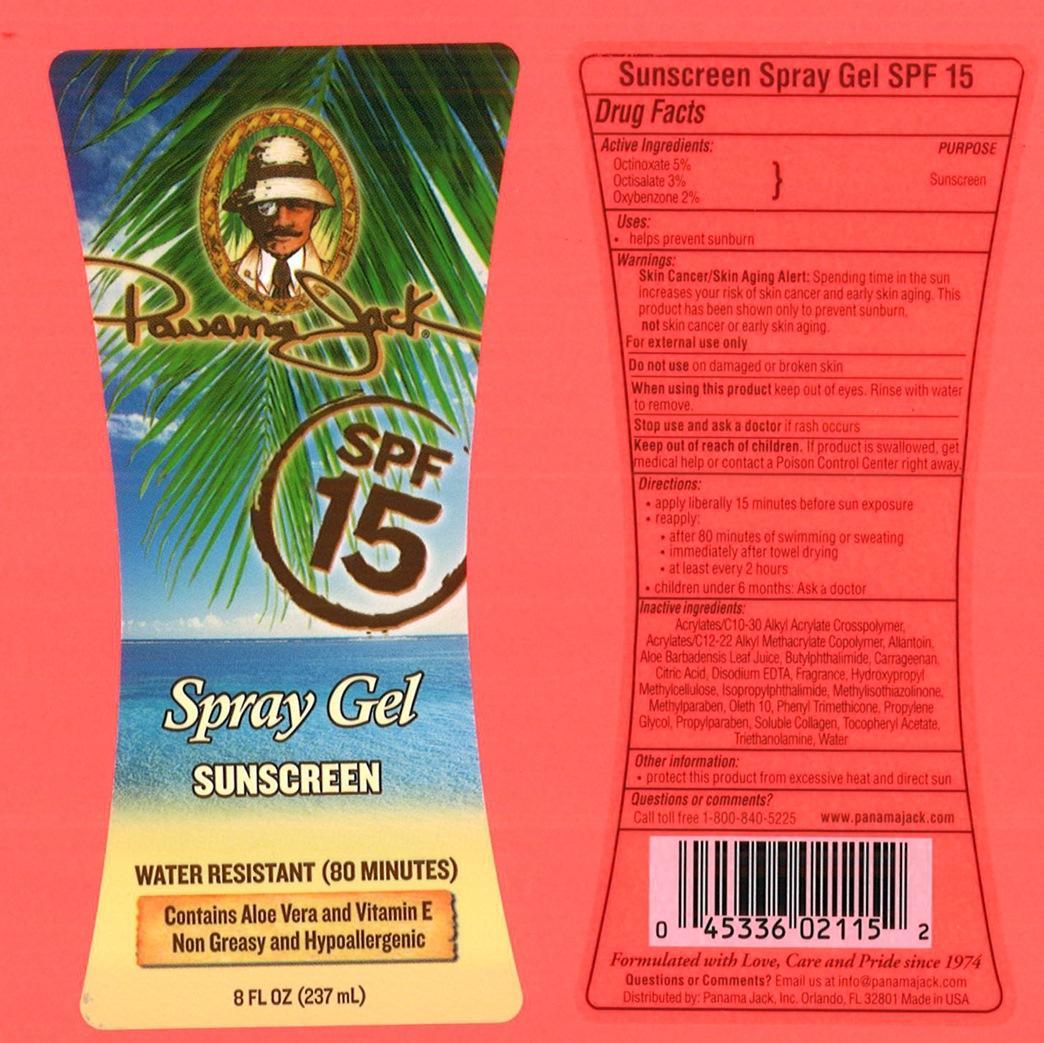 Panama Jack®
SPF
15
Spray Gel
SUNSCREEN
WATER RESISTANT (80 MINUTES)
Contains Aloe Vera and Vitamin E
Non Greasy and Hypoallergenic
8 FL OZ (237 mL)
Sunscreen Spray Gel SPF 15
Drug Facts
Active Ingredients: PURPOSE
Octinoxate 5%
Octisalate 3% } Sunscreen
Oxybenzone 2%
Uses:
• helps prevent sunburn
Warnings:
Skin Cancer/Skin Aging Alert: Spending time in the sun
increases your risk of skin cancer and early skin aging. This
product has been shown only to prevent sunburn,
not skin cancer or early skin aging.
For external use only
Do not use on damaged or broken skin
When using this product keep out of eyes. Rinse with water
to remove.
Stop use and ask a doctor if rash occurs
Keep out of reach of children. If product is swallowed, get
medical help or contact a Poison Control Center right away.
Directions:
• apply liberally 15 minutes before sun exposure
• reapply:
• after 80 minutes of swimming or sweating
• immediately after towel drying
• at least every 2 hours
• children under 6 months: Ask a doctor
Inactive ingredients:
Acrylates/C10-30 Alkyl Acrylate Crosspolymer,
Acrylates/C12-22 Alkyl Methacrylate Copolymer, Allantoin,
Aloe Barbadensis Leaf Juice, Butylphthalimide, Carrageenan,
Citric Acid, Disodium EDTA, Fragrance, Hydroxypropyl
Methylcellulose, Isopropylphthalimide, Methylisothiazolinone,
Methylparaben, Oleth 10, Phenyl Trimethicone, Propylene
Glycol, Propylparaben, Soluble Collagen, Tocopheryl Acetate,
Triethanolamine, Water
Other information:
• protect this product from excessive heat and direct sun
Questions or comments?
Call toll free 1-800-840-5225 www.panamajack.com
0 45336 02115 2
Formulated with Love, Care and Pride since 1974
Questions or Comments? Email us at info@panamajack.com
Distributed by: Panama Jack, Inc. Orlando, FL 32801 Made in USA